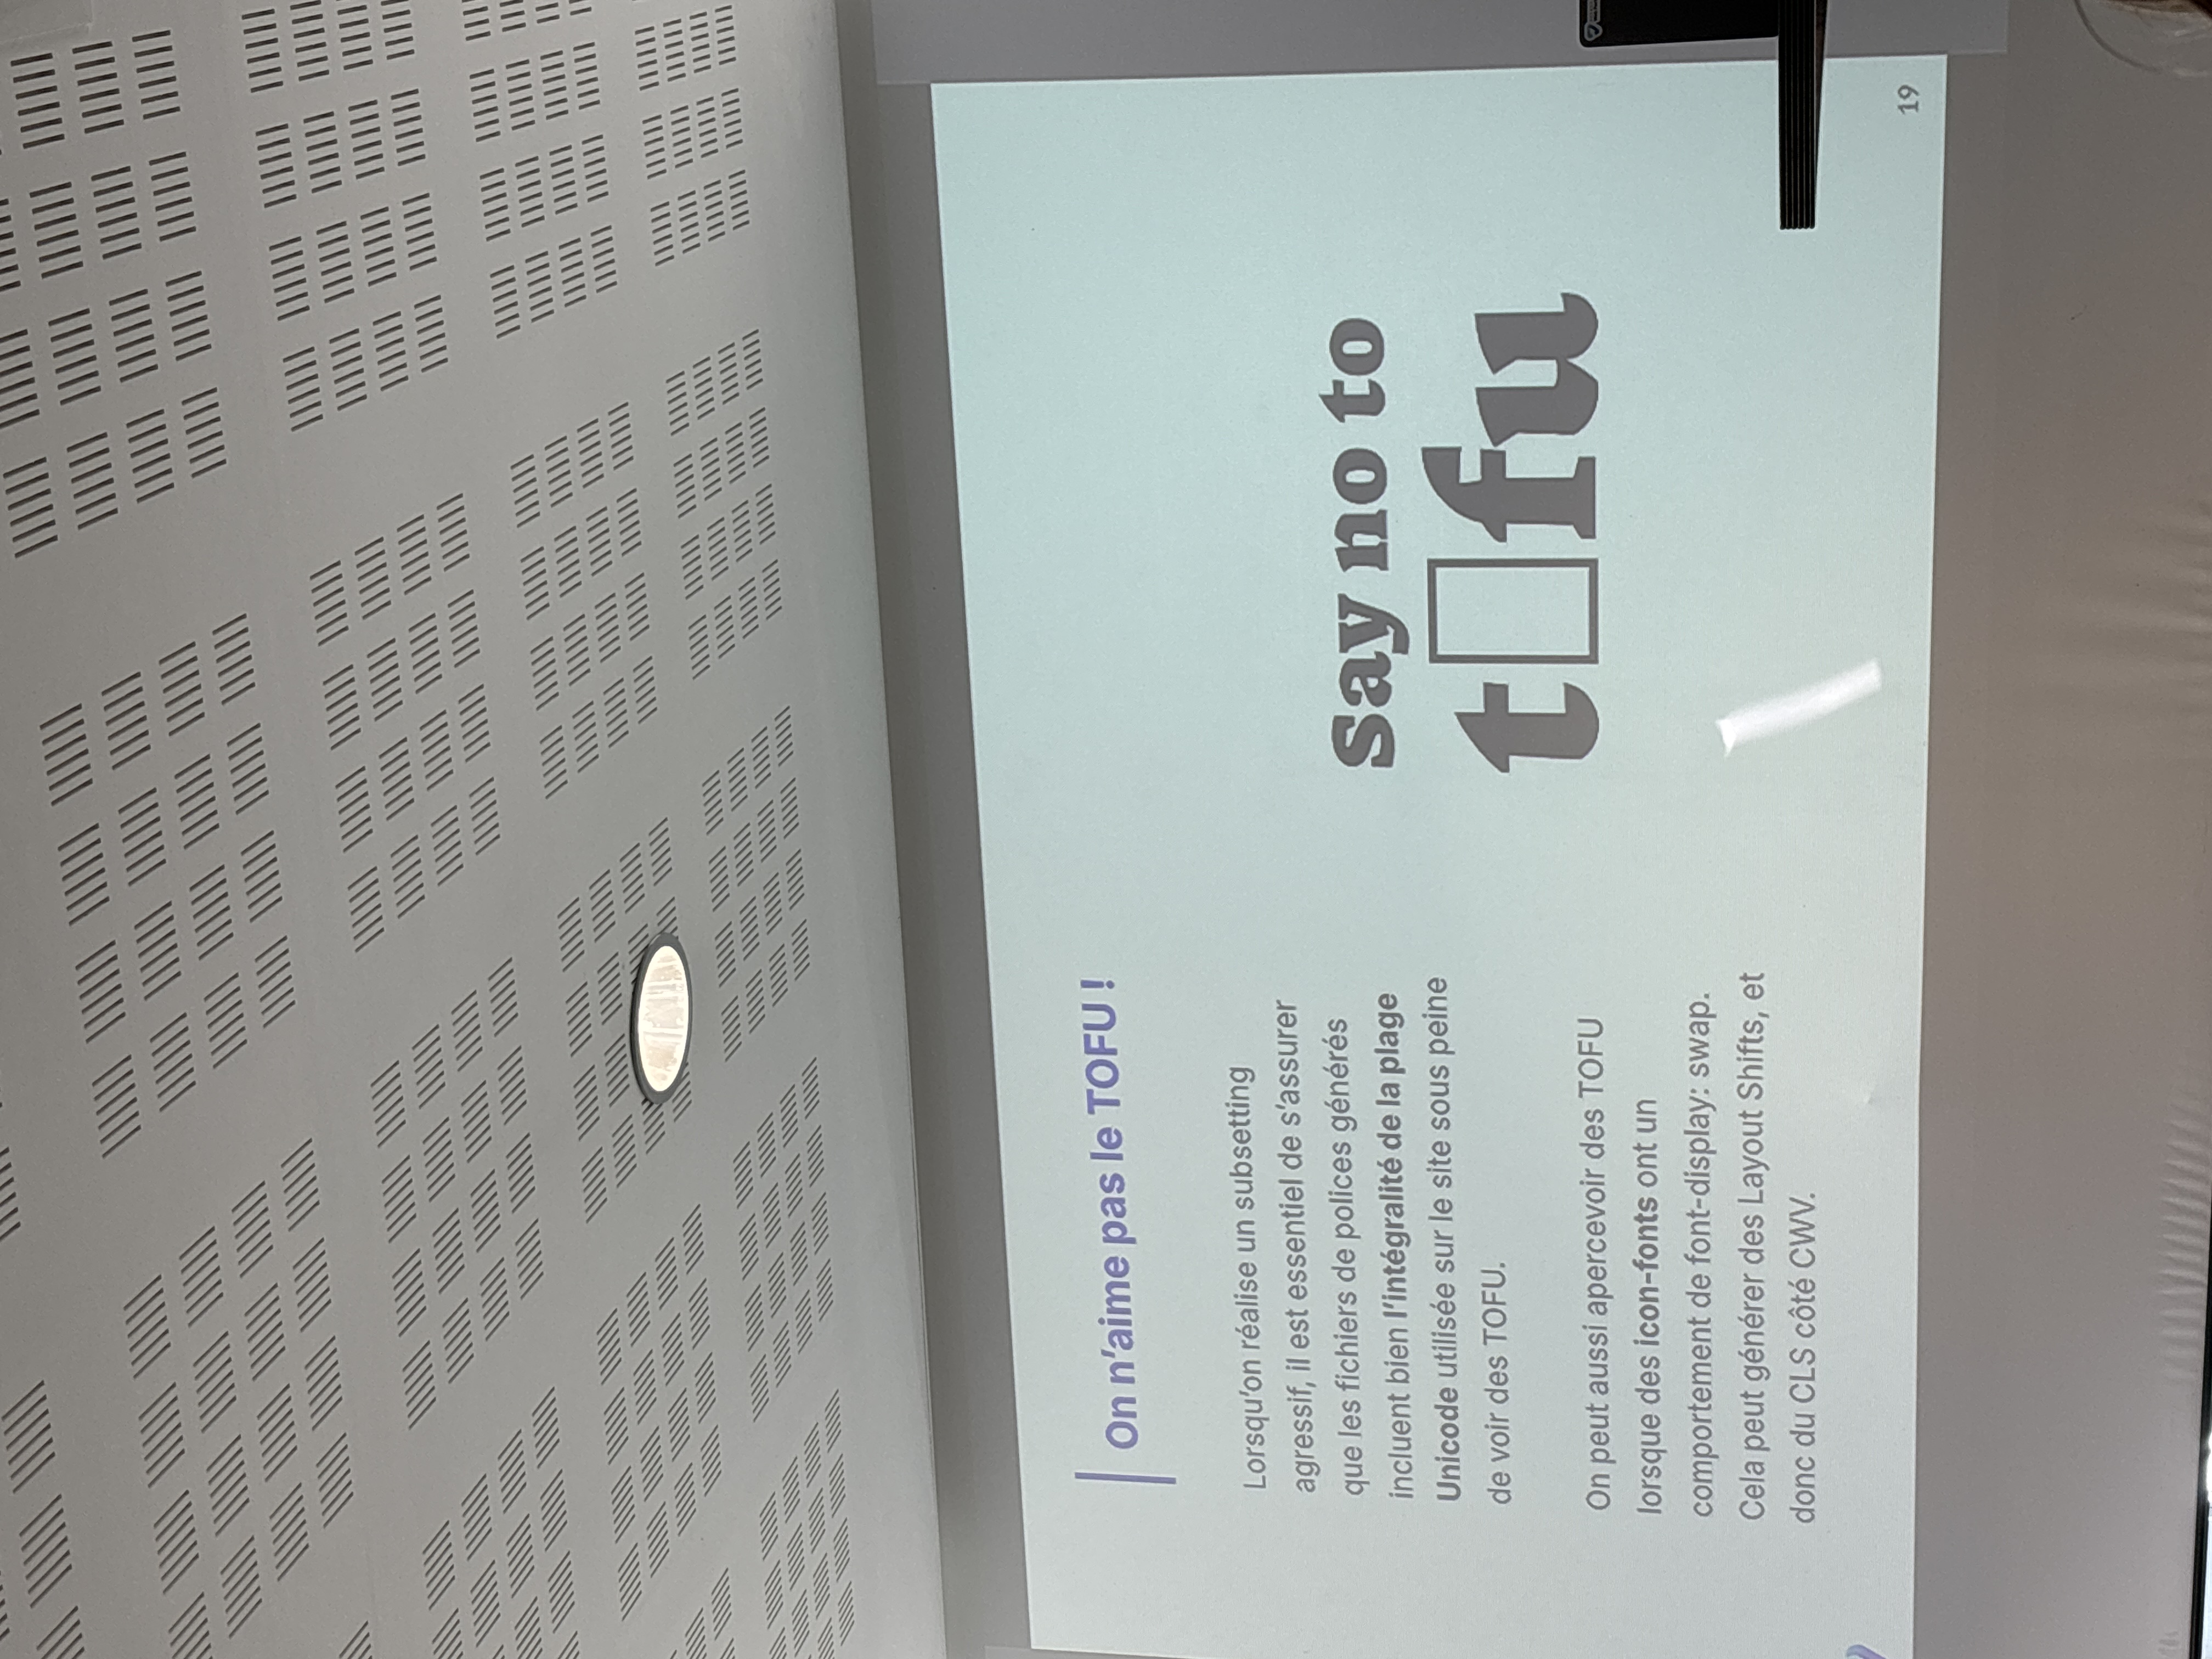 On n'aime pas le TOFU !
Lorsqu'on réalise un subsetting
agressif, il est essentiel de s'assurer
que les fichiers de polices générés
incluent bien l'intégralité de la plage
Unicode utilisée sur le site sous peine
de voir des TOFU.
On peut aussi apercevoir des TOFU
lorsque des icon-fonts ont un
comportement de font-display: swap.
Cela peut générer des Layout Shifts, et
donc du CLS côté CWV.
say no to
t▯fu
19